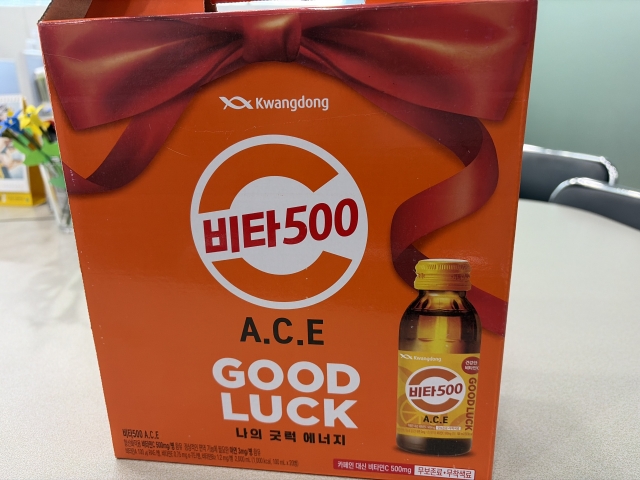 Kwangdong
비타500
A.C.E
GOOD
LUCK
나의 굿럭 에너지
Kwangdong
비타500
A.C.E
GOOD LUCK
비타500 A.C.E
카페인 대신 비타민C 500mg
무보존료·무착색료